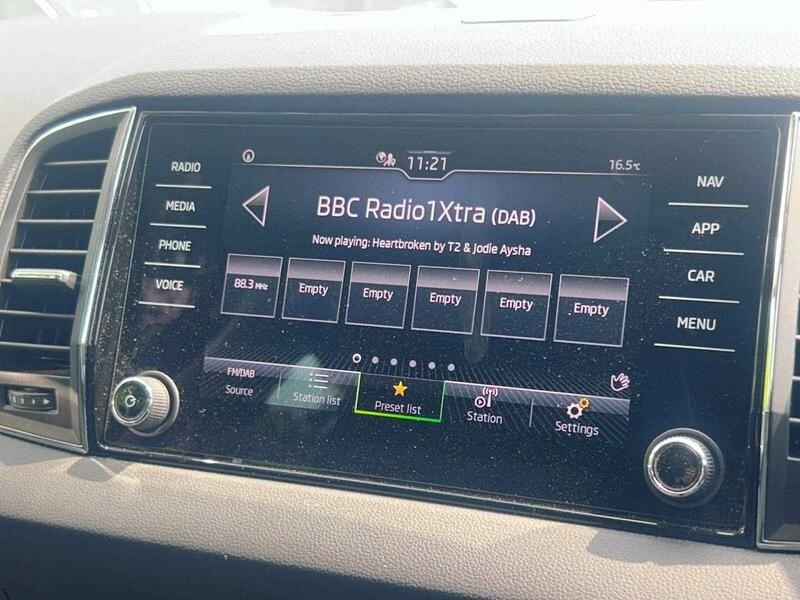 RADIO
MEDIA
PHONE
VOICE
11:21
16.5°C
BBC Radio1Xtra (DAB)
Now playing: Heartbroken by T2 & Jodie Aysha
88.3 MHz
Empty
Empty
Empty
Empty
Empty
FM/DAB
Source
Station list
Preset list
Station
Settings
NAV
APP
CAR
MENU